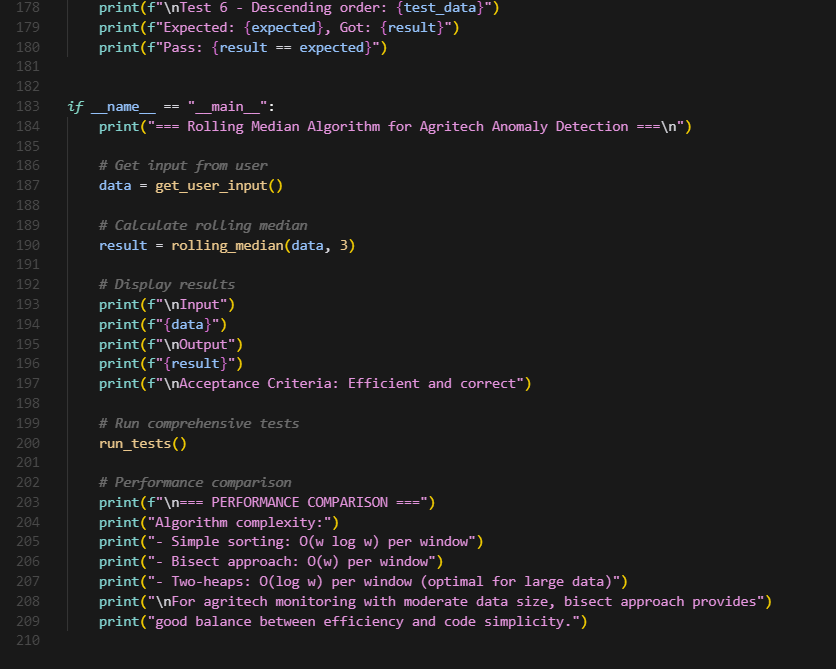 178     print(f"\nTest 6 - Descending order: {test_data}")
179     print(f"Expected: {expected}, Got: {result}")
180     print(f"Pass: {result == expected}")
181
182
183 if __name__ == "__main__":
184     print("=== Rolling Median Algorithm for Agritech Anomaly Detection ===\n")
185
186     # Get input from user
187     data = get_user_input()
188
189     # Calculate rolling median
190     result = rolling_median(data, 3)
191
192     # Display results
193     print(f"\nInput")
194     print(f"{data}")
195     print(f"\nOutput")
196     print(f"{result}")
197     print(f"\nAcceptance Criteria: Efficient and correct")
198
199     # Run comprehensive tests
200     run_tests()
201
202     # Performance comparison
203     print(f"\n=== PERFORMANCE COMPARISON ===")
204     print("Algorithm complexity:")
205     print("- Simple sorting: O(w log w) per window")
206     print("- Bisect approach: O(w) per window")
207     print("- Two-heaps: O(log w) per window (optimal for large data)")
208     print("\nFor agritech monitoring with moderate data size, bisect approach provides")
209     print("good balance between efficiency and code simplicity.")
210